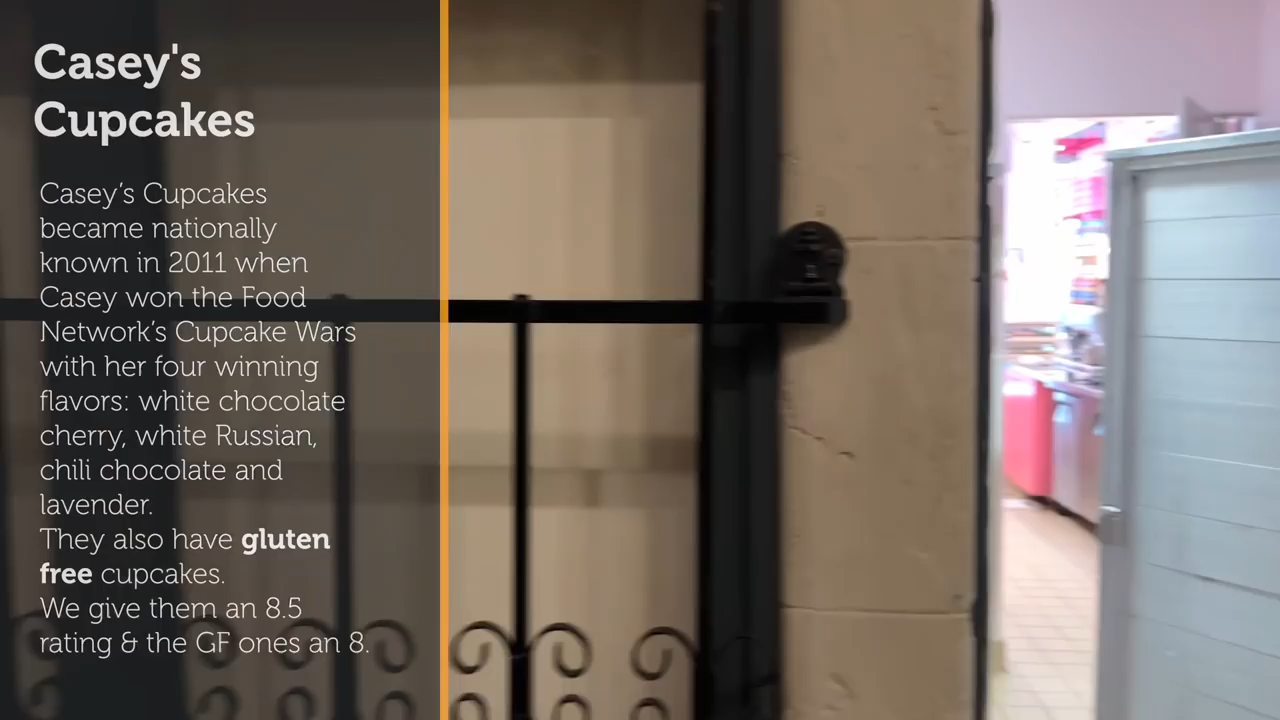 Casey's
Cupcakes
Casey’s Cupcakes
became nationally
known in 2011 when
Casey won the Food
Network’s Cupcake Wars
with her four winning
flavors: white chocolate
cherry, white Russian,
chili chocolate and
lavender.
They also have gluten
free cupcakes.
We give them an 8.5
rating & the GF ones an 8.